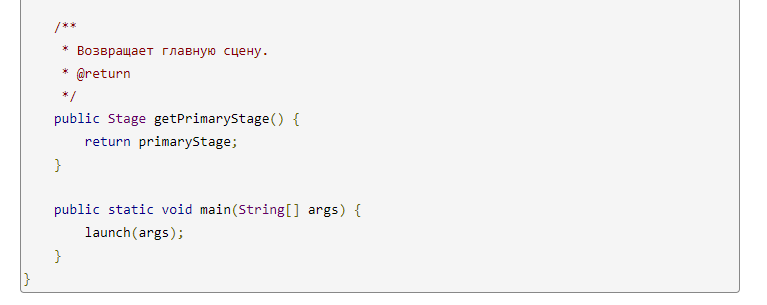 /**
 * Возвращает главную сцену.
 * @return
 */
public Stage getPrimaryStage() {
    return primaryStage;
}
public static void main(String[] args) {
    launch(args);
}
}